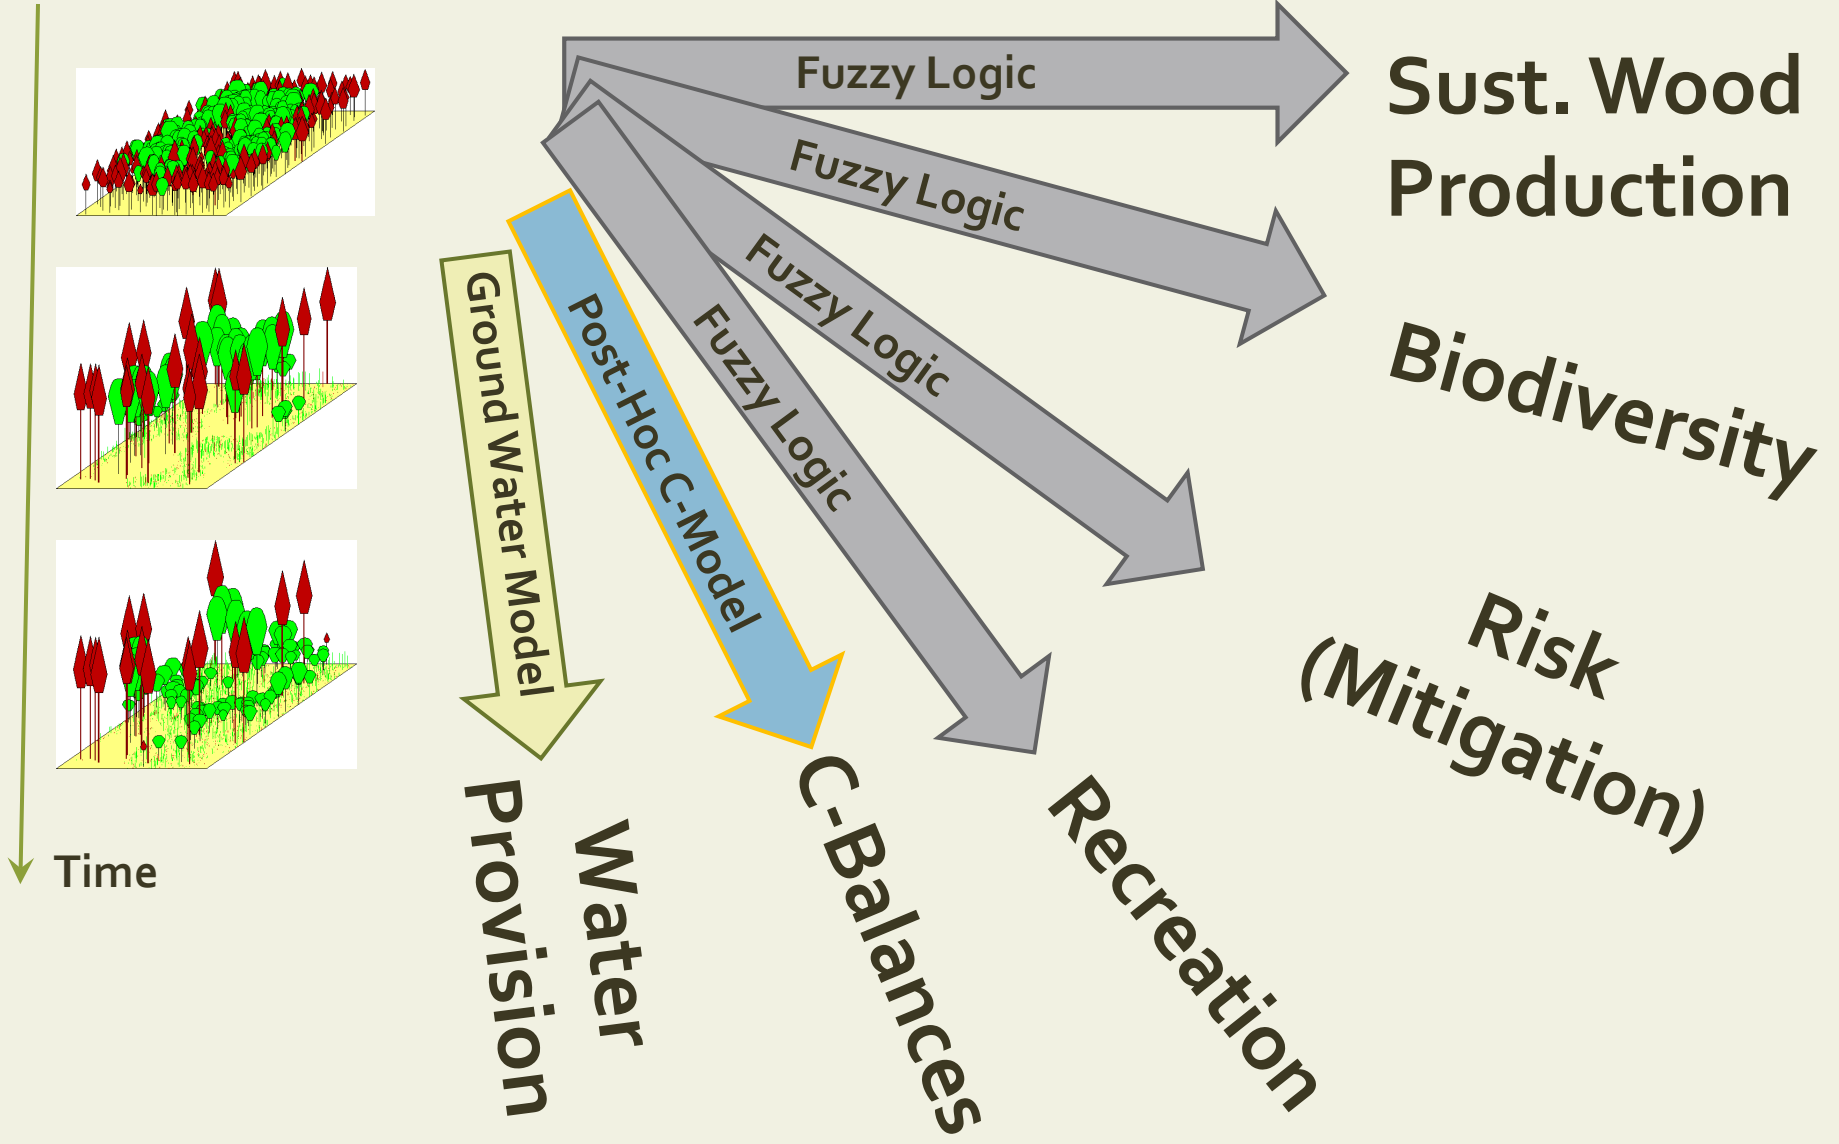 Fuzzy Logic
Sust. Wood
Production
Fuzzy Logic
Biodiversity
Fuzzy Logic
Risk
(Mitigation)
Fuzzy Logic
Recreation
Post-Hoc C-Model
C-Balances
Ground Water Model
Water
Provision
Time